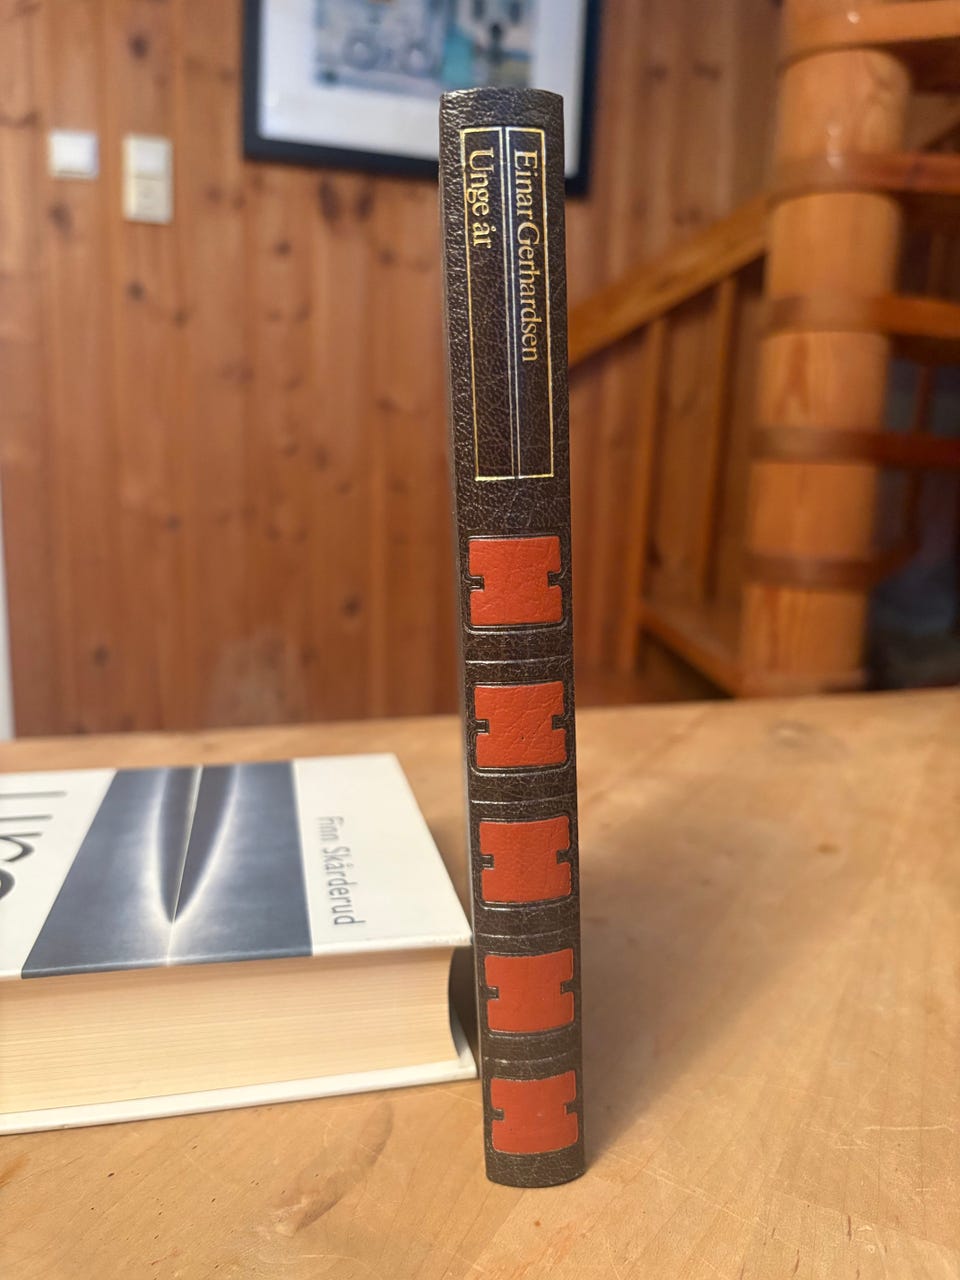 Einar Gerhardsen
Unge år
Finn Skårderud